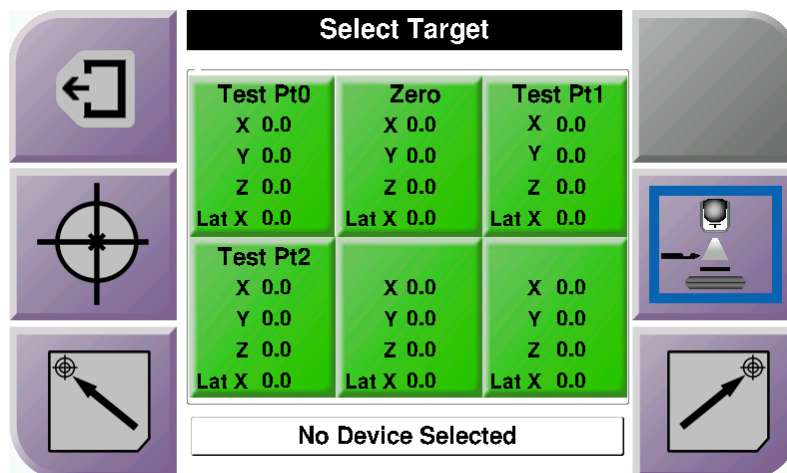 Select Target
Test Pt0 Zero Test Pt1
X 0.0 X 0.0 X 0.0
Y 0.0 Y 0.0 Y 0.0
Z 0.0 Z 0.0 Z 0.0
Lat X 0.0 Lat X 0.0 Lat X 0.0
Test Pt2
X 0.0 X 0.0 X 0.0
Y 0.0 Y 0.0 Y 0.0
Z 0.0 Z 0.0 Z 0.0
Lat X 0.0 Lat X 0.0 Lat X 0.0
No Device Selected